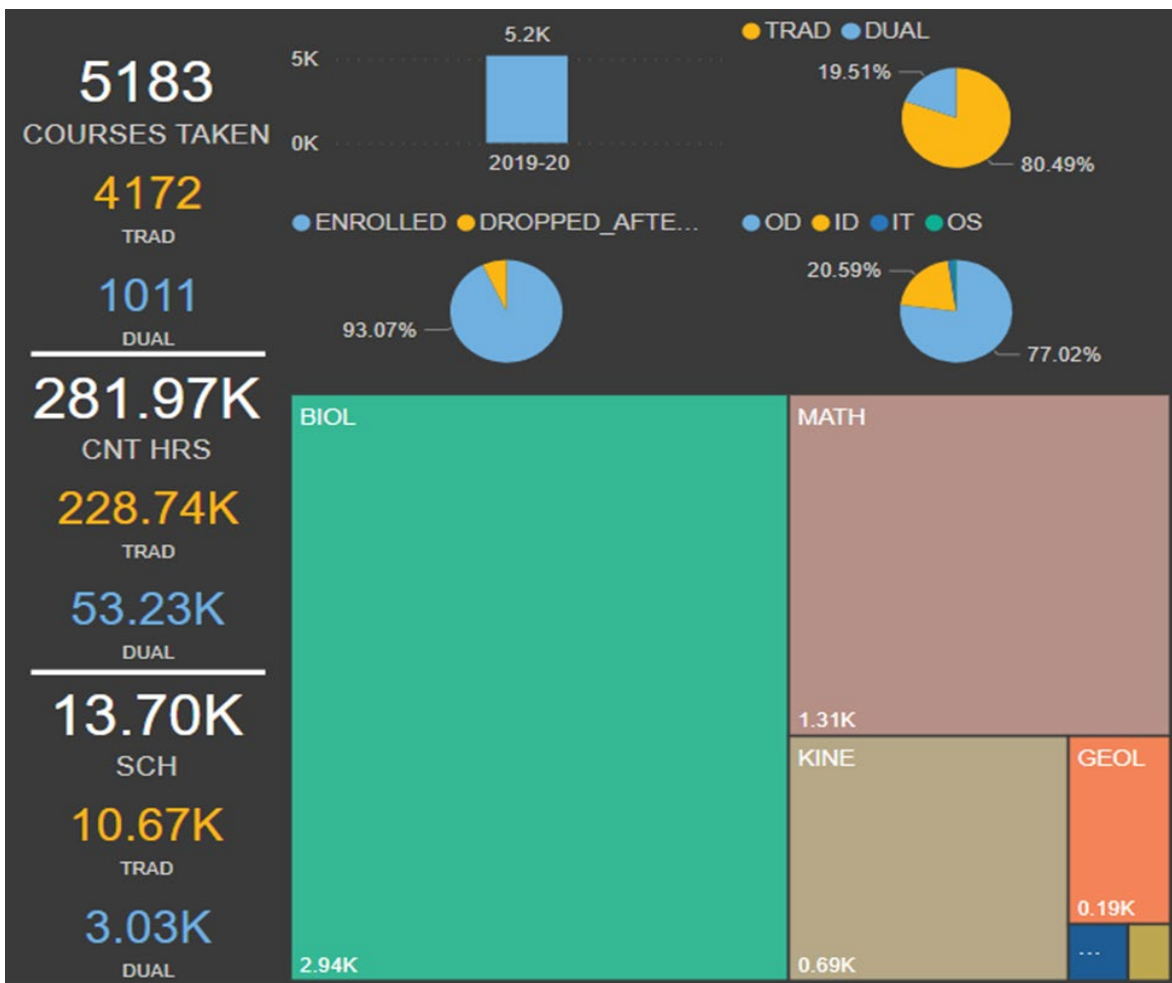 5183
COURSES TAKEN
4172
TRAD
1011
DUAL
281.97K
CNT HRS
228.74K
TRAD
53.23K
DUAL
13.70K
SCH
10.67K
TRAD
3.03K
DUAL
5.2K
5K
0K
2019-20
TRAD DUAL
19.51%
80.49%
ENROLLED DROPPED_AFTE...
93.07%
OD ID IT OS
20.59%
77.02%
BIOL
2.94K
MATH
1.31K
KINE
0.69K
GEOL
0.19K
...